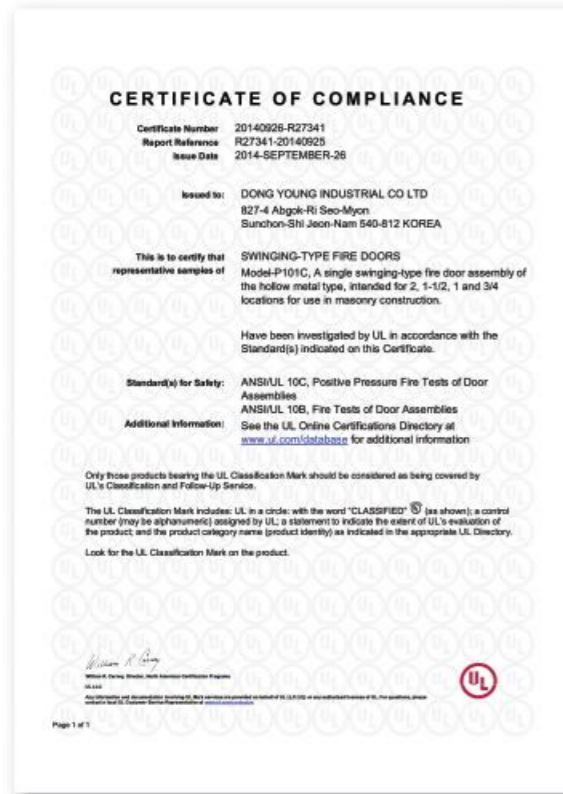 CERTIFICATE OF COMPLIANCE
Certificate Number 20140926-R27341
Report Reference R27341-20140925
Issue Date 2014-SEPTEMBER-26
Issued to: DONG YOUNG INDUSTRIAL CO LTD
827-4 Abgok-Ri Seo-Myon
Sunchon-Shi Jeon-Nam 540-812 KOREA
This is to certify that SWINGING-TYPE FIRE DOORS
representative samples of Model-P101C, A single swinging-type fire door assembly of
the hollow metal type, intended for 2, 1-1/2, 1 and 3/4
locations for use in masonry construction.
Have been investigated by UL in accordance with the
Standard(s) indicated on this Certificate.
Standard(s) for Safety: ANSI/UL 10C, Positive Pressure Fire Tests of Door
Assemblies
ANSI/UL 10B, Fire Tests of Door Assemblies
Additional Information: See the UL Online Certifications Directory at
www.ul.com/database for additional information
Only those products bearing the UL Classification Mark should be considered as being covered by
UL's Classification and Follow-Up Service.
The UL Classification Mark includes: UL in a circle: with the word "CLASSIFIED" (as shown); a control
number (may be alphanumeric) assigned by UL; a statement to indicate the extent of UL's evaluation of
the product; and the product category name (product identity) as indicated in the appropriate UL Directory.
Look for the UL Classification Mark on the product.
William R. Carney
William R. Carney, Director, North American Certification Programs
UL LLC
UL
Page 1 of 1